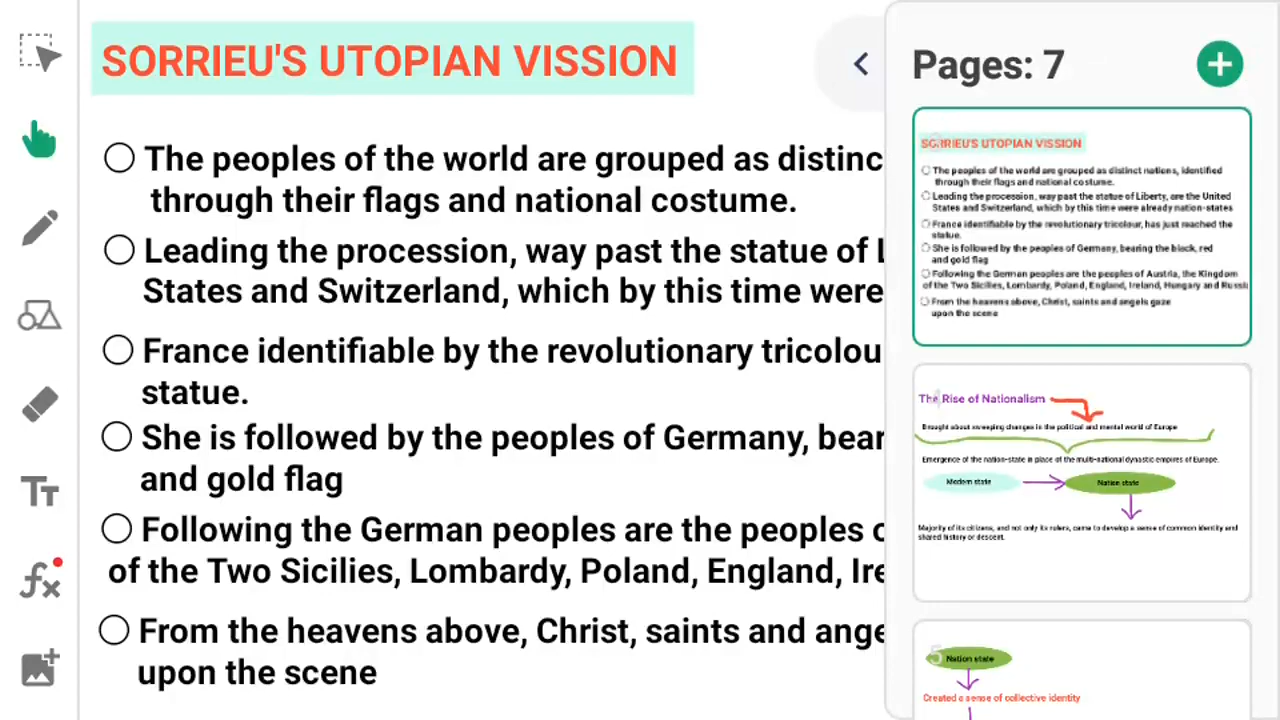 SORRIEU'S UTOPIAN VISSION
The peoples of the world are grouped as distinc
through their flags and national costume.
Leading the procession, way past the statue of L
States and Switzerland, which by this time were
France identifiable by the revolutionary tricolou
statue.
She is followed by the peoples of Germany, bear
and gold flag
Following the German peoples are the peoples o
of the Two Sicilies, Lombardy, Poland, England, Ire
From the heavens above, Christ, saints and ange
upon the scene
Tт
fx
Pages: 7
SORRIEU'S UTOPIAN VISSION
The peoples of the world are grouped as distinct nations, identified
through their flags and national costume.
Leading the procession, way past the statue of Liberty, are the United
States and Switzerland, which by this time were already nation-states
France identifiable by the revolutionary tricolour, has just reached the
statue.
She is followed by the peoples of Germany, bearing the black, red
and gold flag
Following the German peoples are the peoples of Austria, the Kingdom
of the Two Sicilies, Lombardy, Poland, England, Ireland, Hungary and Russia
From the heavens above, Christ, saints and angels gaze
upon the scene
The Rise of Nationalism
Brought about sweeping changes in the political and mental world of Europe
Emergence of the nation-state in place of the multi-national dynastic empires of Europe.
Modern state
Nation state
Majority of its citizens, and not only its rulers, came to develop a sense of common identity and
shared history or descent.
5
Nation state
Created a sense of collective identity